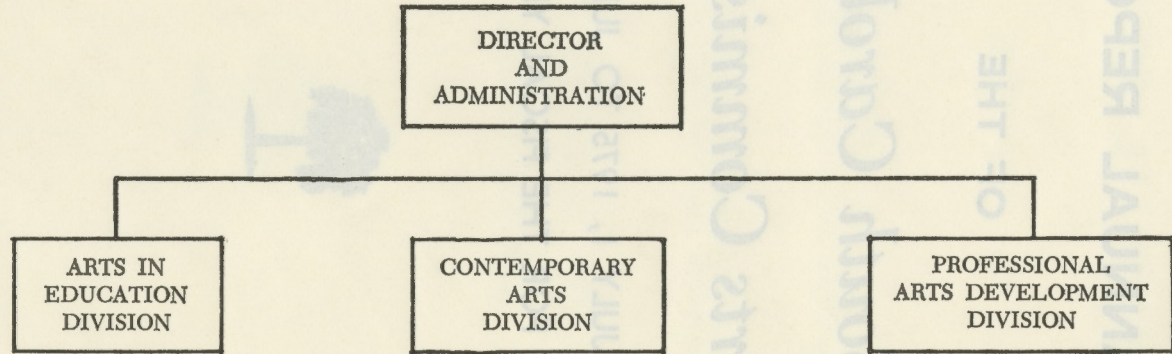 DIRECTOR
AND
ADMINISTRATION
ARTS IN
EDUCATION
DIVISION
CONTEMPORARY
ARTS
DIVISION
PROFESSIONAL
ARTS DEVELOPMENT
DIVISION